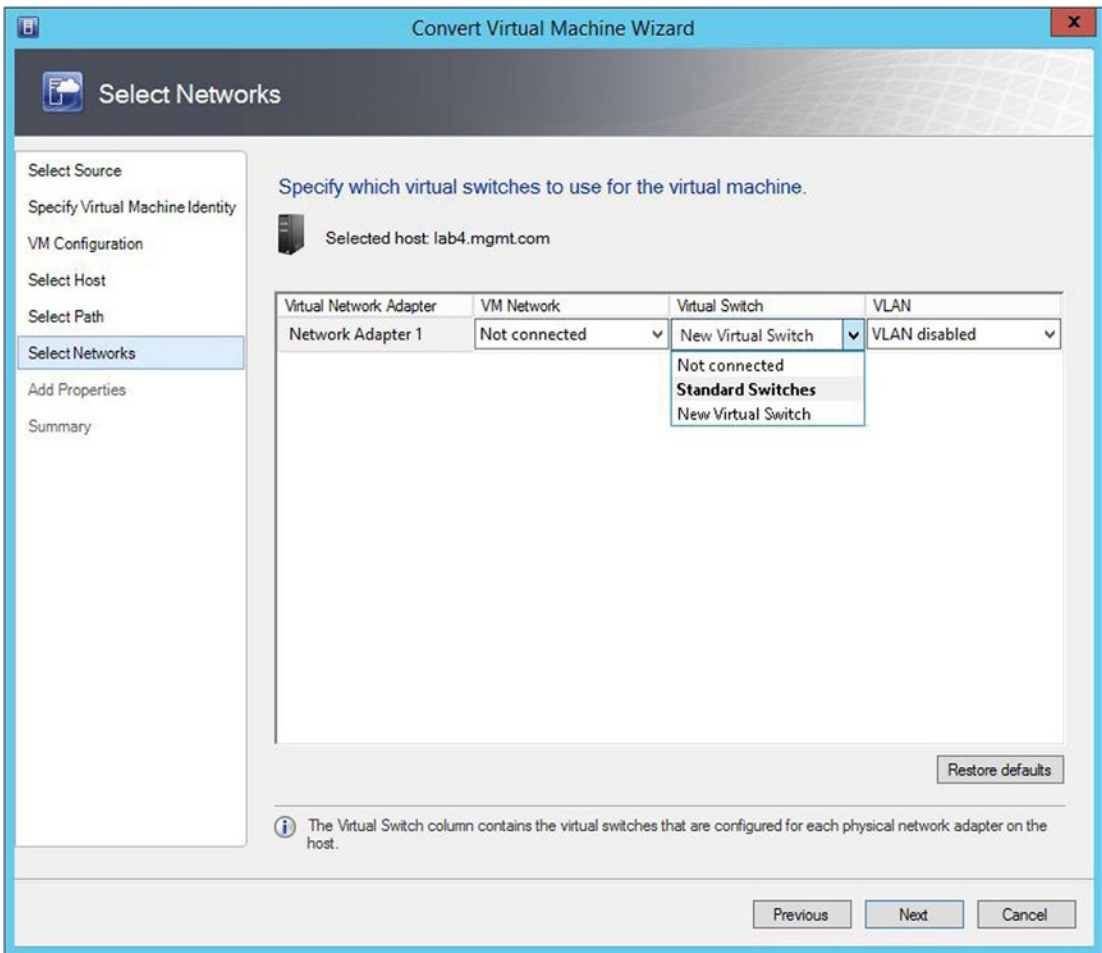 Convert Virtual Machine Wizard
x
Select Networks
Select Source
Specify Virtual Machine Identity
VM Configuration
Select Host
Select Path
Select Networks
Add Properties
Summary
Specify which virtual switches to use for the virtual machine.
Selected host: lab4.mgmt.com
Virtual Network Adapter VM Network Virtual Switch VLAN
Network Adapter 1 Not connected New Virtual Switch VLAN disabled
Not connected
Standard Switches
New Virtual Switch
Restore defaults
The Virtual Switch column contains the virtual switches that are configured for each physical network adapter on the
host.
Previous Next Cancel